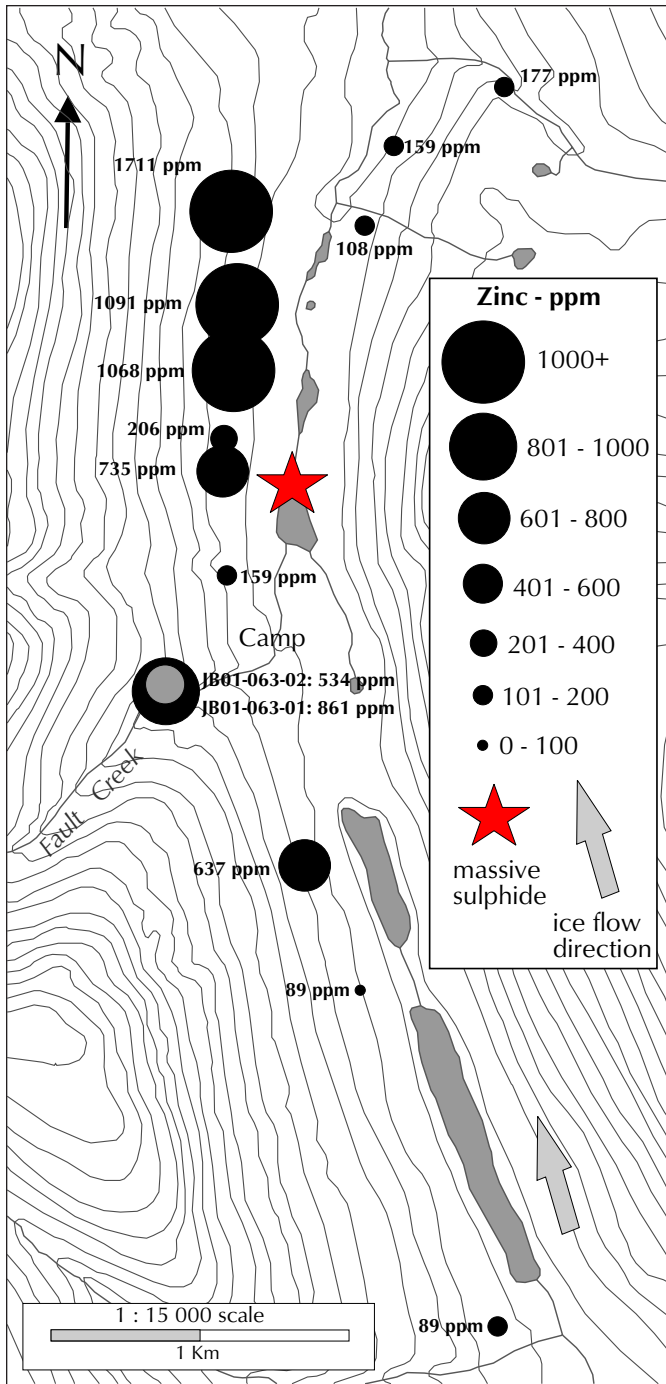 N
177 ppm
159 ppm
1711 ppm
108 ppm
1091 ppm
1068 ppm
206 ppm
735 ppm
159 ppm
Camp
JB01-063-02: 534 ppm
JB01-063-01: 861 ppm
Fault Creek
637 ppm
89 ppm
89 ppm
Zinc - ppm
1000+
801 - 1000
601 - 800
401 - 600
201 - 400
101 - 200
0 - 100
massive
sulphide
ice flow
direction
1 : 15 000 scale
1 Km